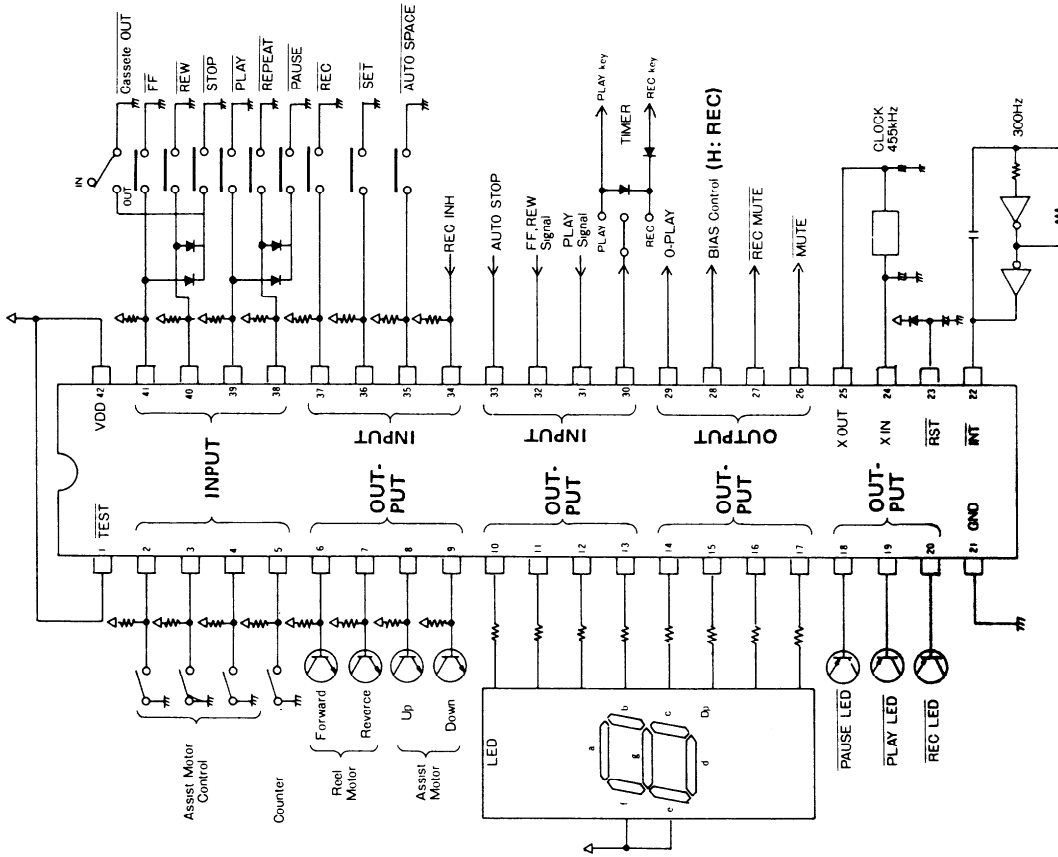 IN
OUT
Cassete OUT
FF
REW
STOP
PLAY
REPEAT
PAUSE
REC
SET
AUTO SPACE
REC INH
AUTO STOP
FF, REW
Signal
PLAY
Signal
PLAY
REC
TIMER
PLAY key
REC key
O-PLAY
BIAS Control (H: REC)
REC MUTE
MUTE
CLOCK
455kHz
300Hz
VDD 42
41
40
39
38
37
36
35
34
33
32
31
30
29
28
27
26
25
24
23
22
INPUT
INPUT
INPUT
OUTPUT
X OUT
X IN
RST
INT
TEST
INPUT
OUT-
PUT
OUT-
PUT
OUT-
PUT
OUT-
PUT
GND
1
2
3
4
5
6
7
8
9
10
11
12
13
14
15
16
17
18
19
20
21
Assist Motor
Control
Counter
Forward
Reverce
Reel
Motor
Up
Down
Assist
Motor
LED
a
b
c
d
e
f
g
Dp
PAUSE LED
PLAY LED
REC LED